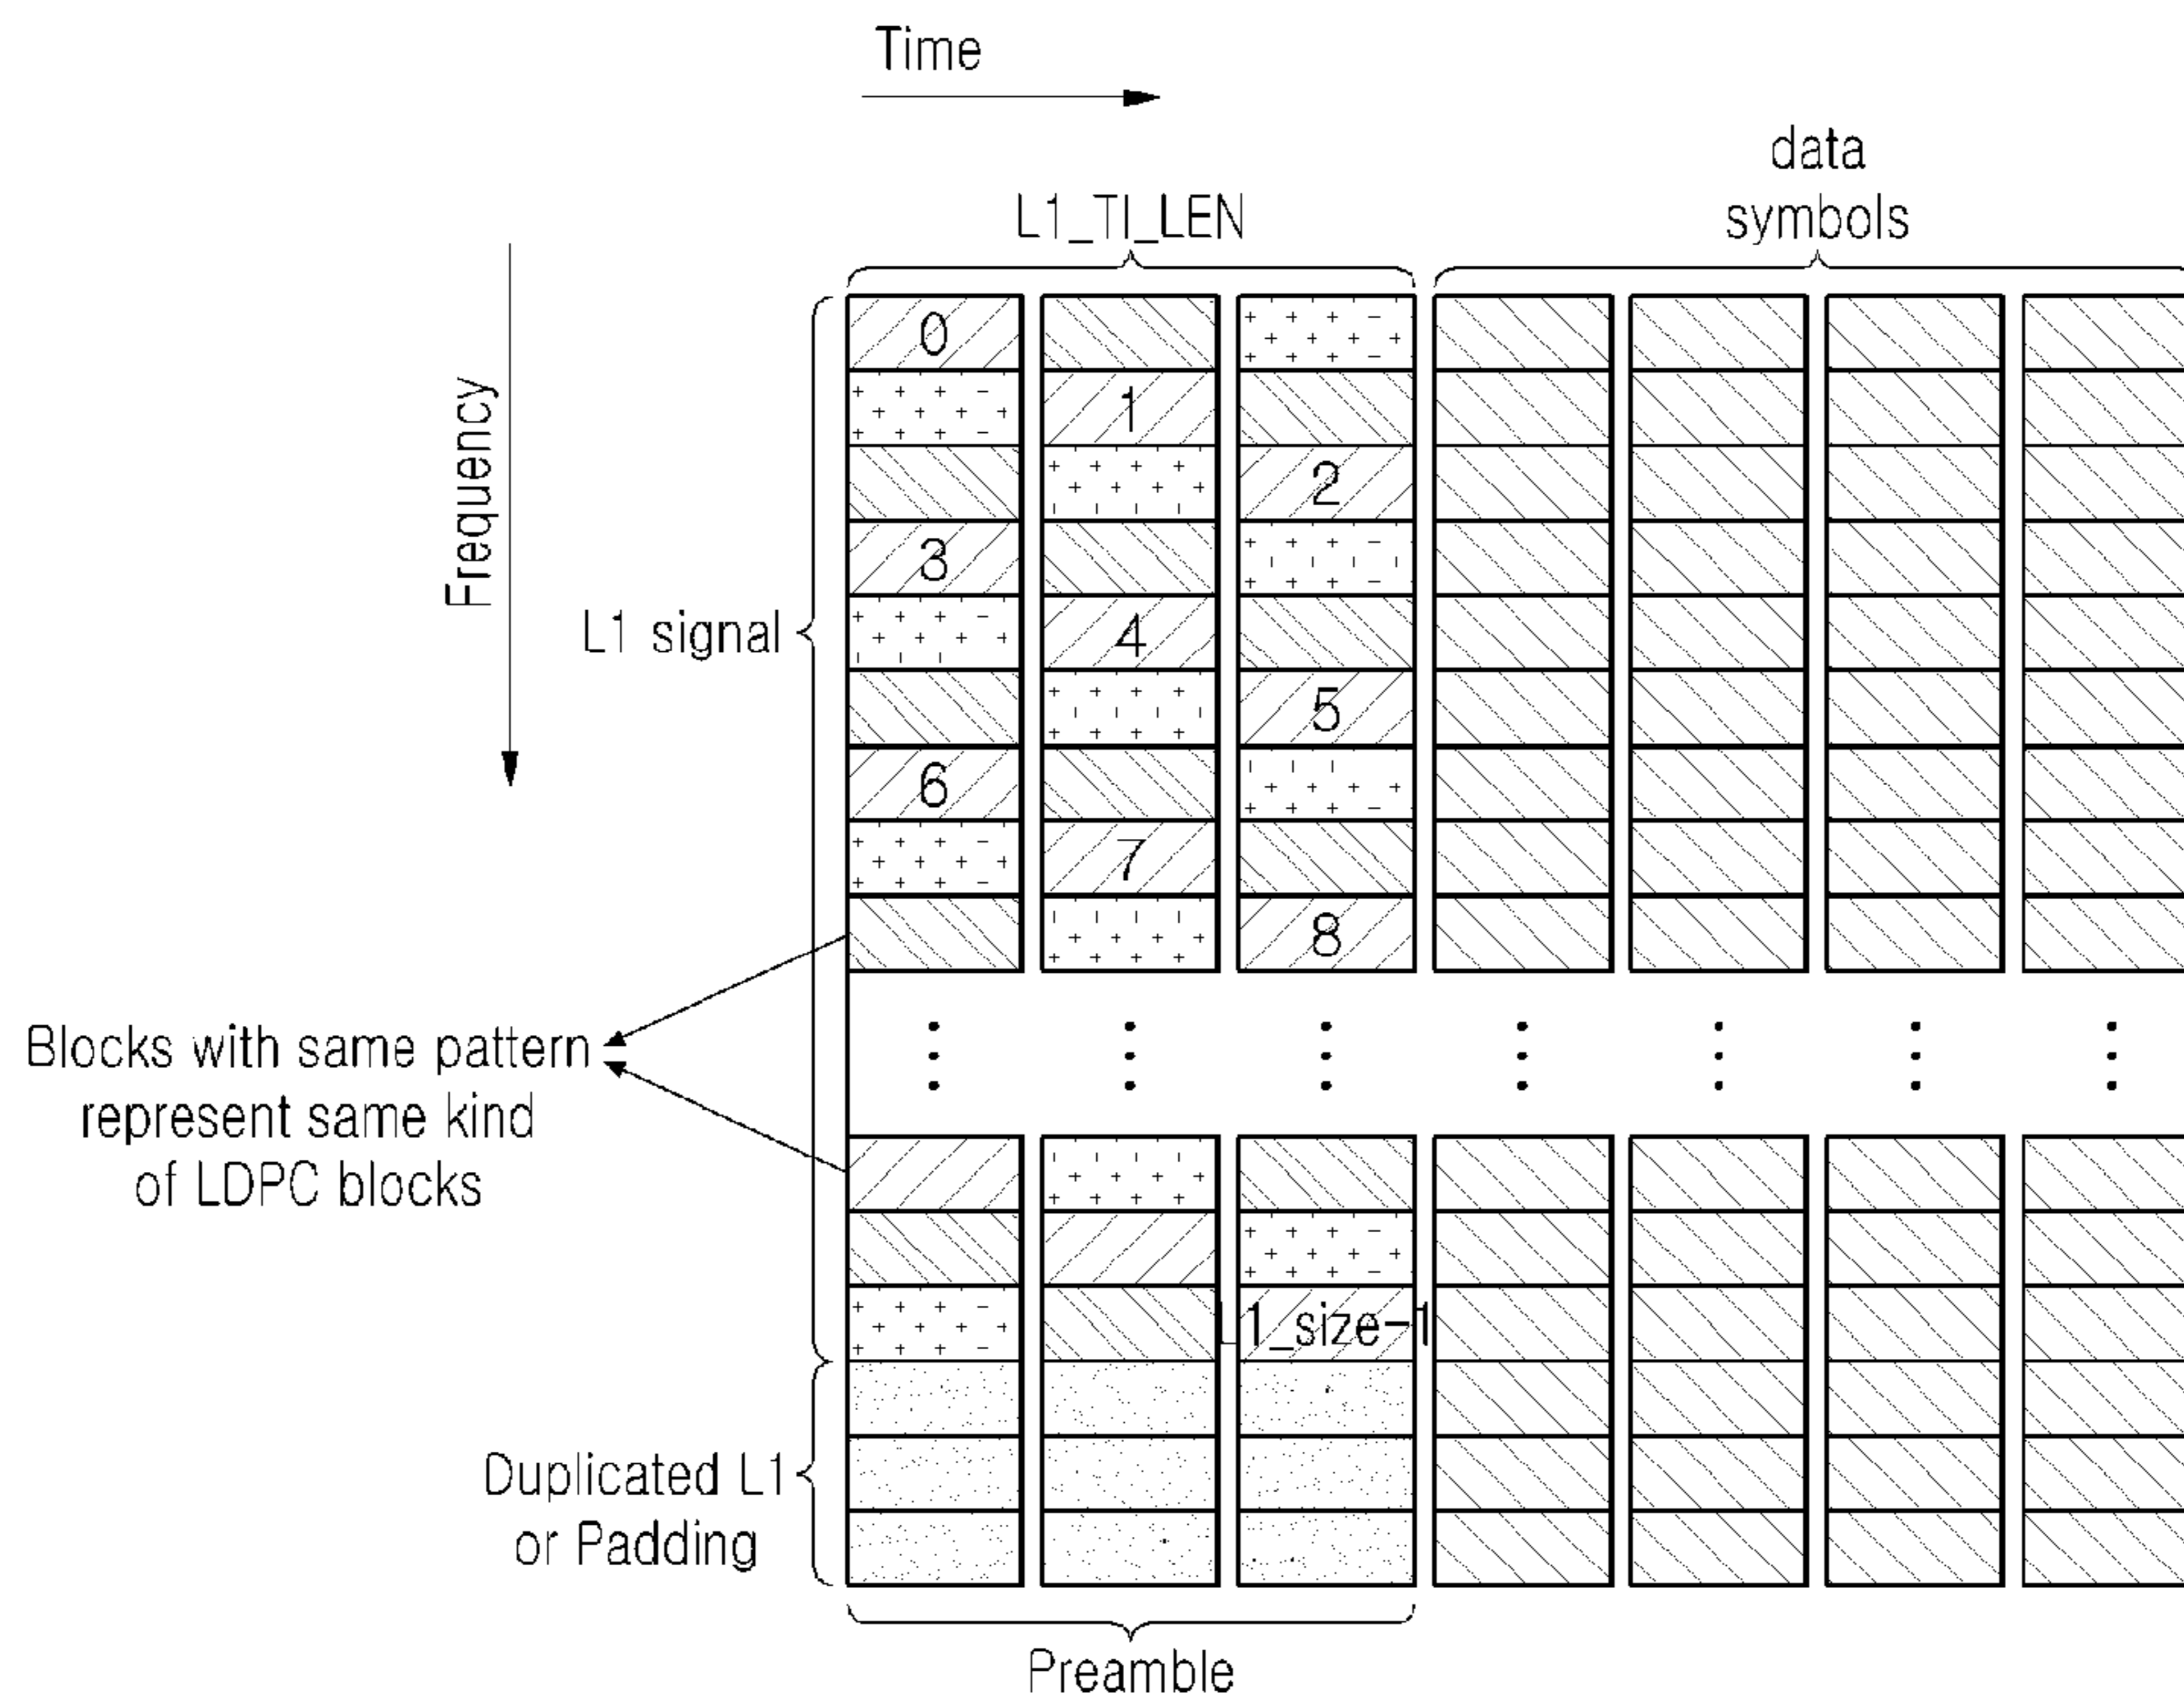 Time
data
symbols
L1_TI_LEN
Frequency
0
1
2
3
4
5
6
7
8
L1 signal
Blocks with same pattern
represent same kind
of LDPC blocks
L1_size-1
Duplicated L1
or Padding
Preamble